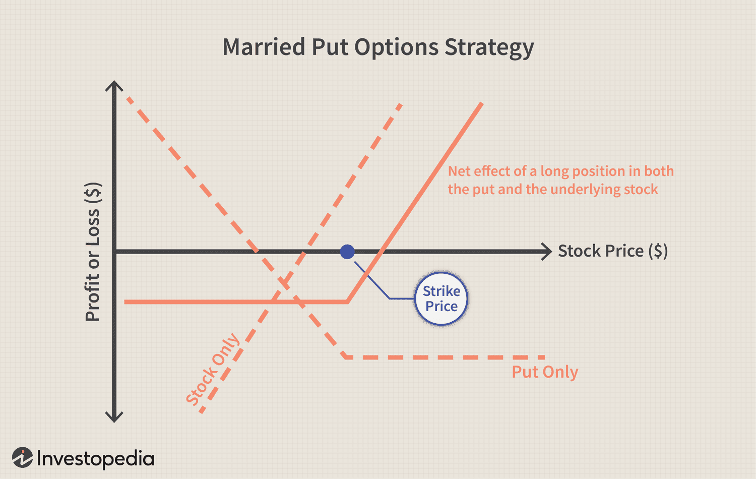 Married Put Options Strategy
Profit or Loss ($)
Net effect of a long position in both
the put and the underlying stock
Stock Price ($)
Strike
Price
Stock Only
Put Only
Investopedia